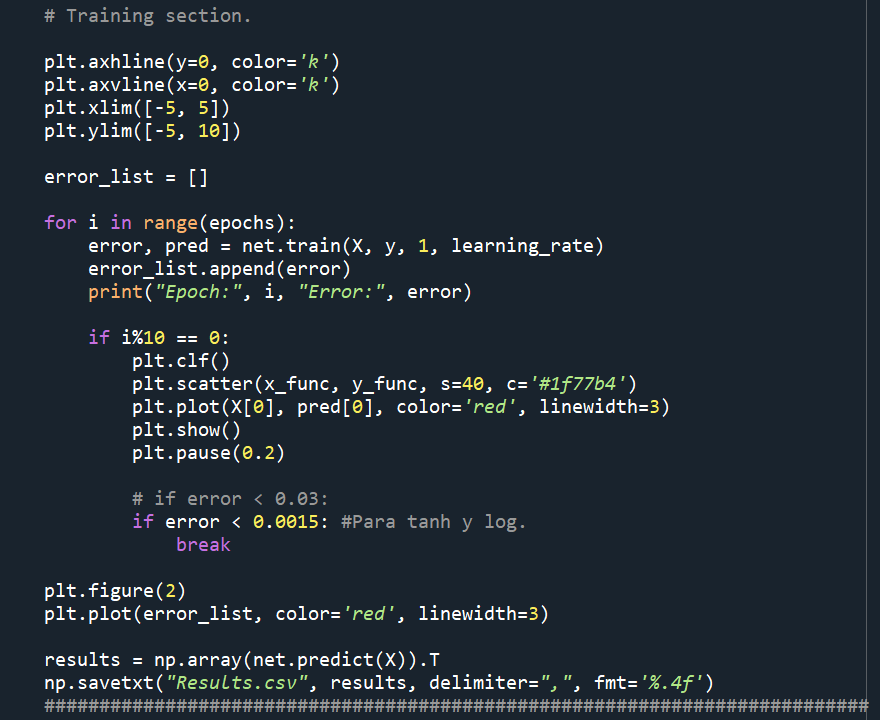 # Training section.
plt.axhline(y=0, color='k')
plt.axvline(x=0, color='k')
plt.xlim([-5, 5])
plt.ylim([-5, 10])
error_list = []
for i in range(epochs):
    error, pred = net.train(X, y, 1, learning_rate)
    error_list.append(error)
    print("Epoch:", i, "Error:", error)
    if i%10 == 0:
        plt.clf()
        plt.scatter(x_func, y_func, s=40, c='#1f77b4')
        plt.plot(X[0], pred[0], color='red', linewidth=3)
        plt.show()
        plt.pause(0.2)
        # if error < 0.03:
        if error < 0.0015: #Para tanh y log.
            break
plt.figure(2)
plt.plot(error_list, color='red', linewidth=3)
results = np.array(net.predict(X)).T
np.savetxt("Results.csv", results, delimiter=",", fmt='%.4f')
###########################################################################